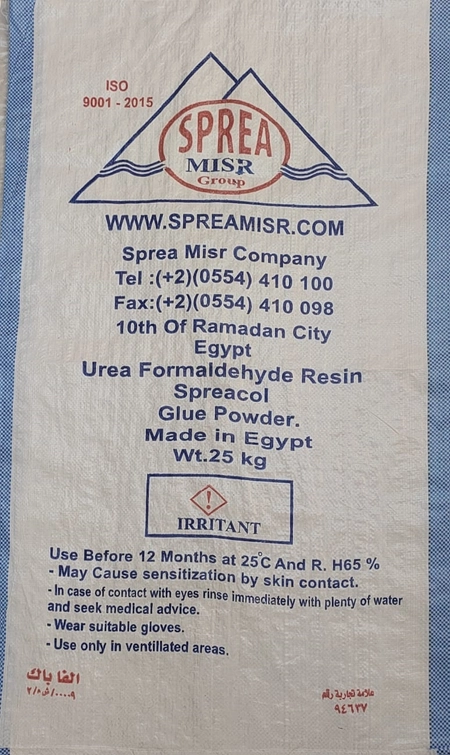 ISO
9001 - 2015
SPREA
MISR
Group
WWW.SPREAMISR.COM
Sprea Misr Company
Tel :(+2)(0554) 410 100
Fax:(+2)(0554) 410 098
10th Of Ramadan City
Egypt
Urea Formaldehyde Resin
Spreacol
Glue Powder.
Made in Egypt
Wt.25 kg
!
IRRITANT
Use Before 12 Months at 25°C And R. H65 %
- May Cause sensitization by skin contact.
- In case of contact with eyes rinse immediately with plenty of water
and seek medical advice.
- Wear suitable gloves.
- Use only in ventillated areas.
الفا باك
علامة تجارية رقم
٩٤٦٣٧